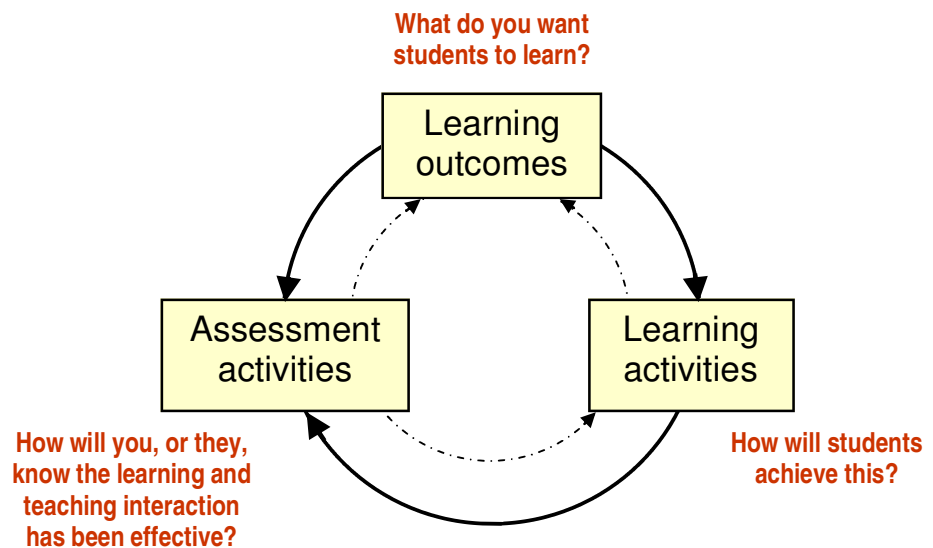 What do you want
students to learn?
Learning
outcomes
Assessment
activities
Learning
activities
How will you, or they,
know the learning and
teaching interaction
has been effective?
How will students
achieve this?